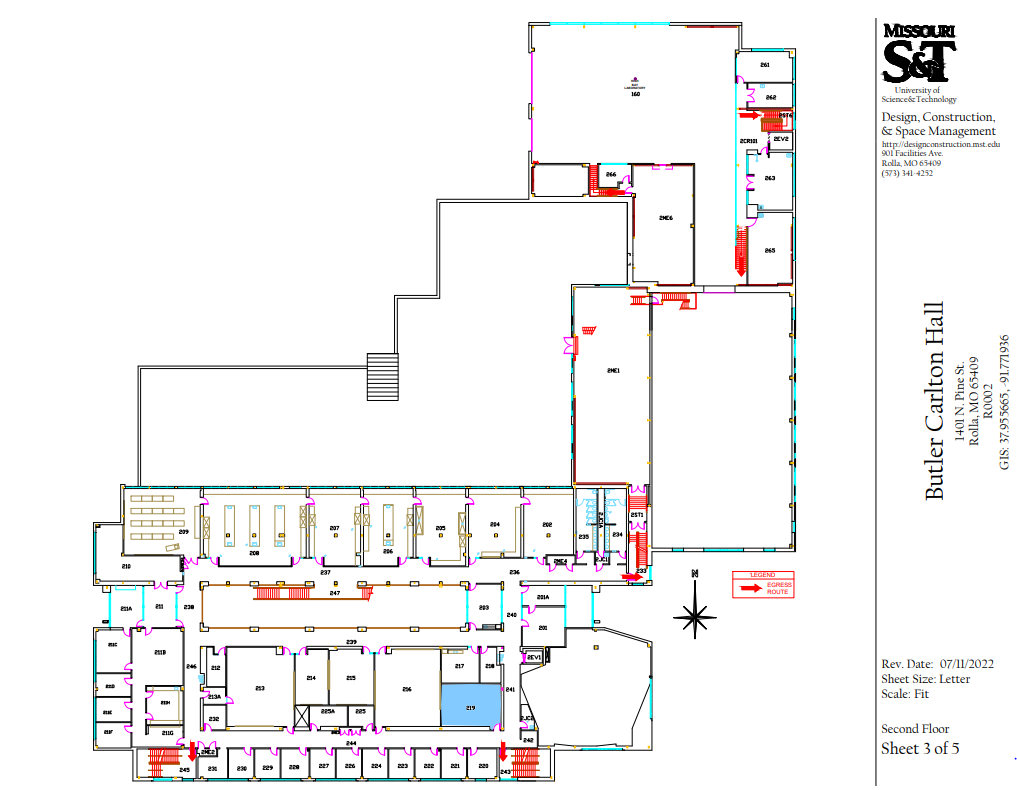 MISSOURI
S&T
University of
Science&Technology
Design, Construction,
& Space Management
http://designconstruction.mst.edu
901 Facilities Ave.
Rolla, MO 65409
(573) 341-4252
Butler Carlton Hall
1401 N. Pine St.
Rolla, MO 65409
R0002
GIS: 37.955665, -91.771936
Rev. Date: 07/11/2022
Sheet Size: Letter
Scale: Fit
Second Floor
Sheet 3 of 5
LEGEND
EGRESS
ROUTE
LABORATORY
160
261
262
2ST6
2CR101
2EV2
263
265
266
2ME6
2ME1
209
208
207
206
205
204
202
235
234
2ST1
2JC1
2ME4
233
210
237
236
211A
211
238
247
203
240
201A
201
239
211C
211B
246
212
213
214
215
216
217
218
2EV1
211D
211E
211F
211H
211G
213A
232
225A
225
219
241
2JC2
242
244
2ME2
245
231
230
229
228
227
226
224
223
222
221
220
243